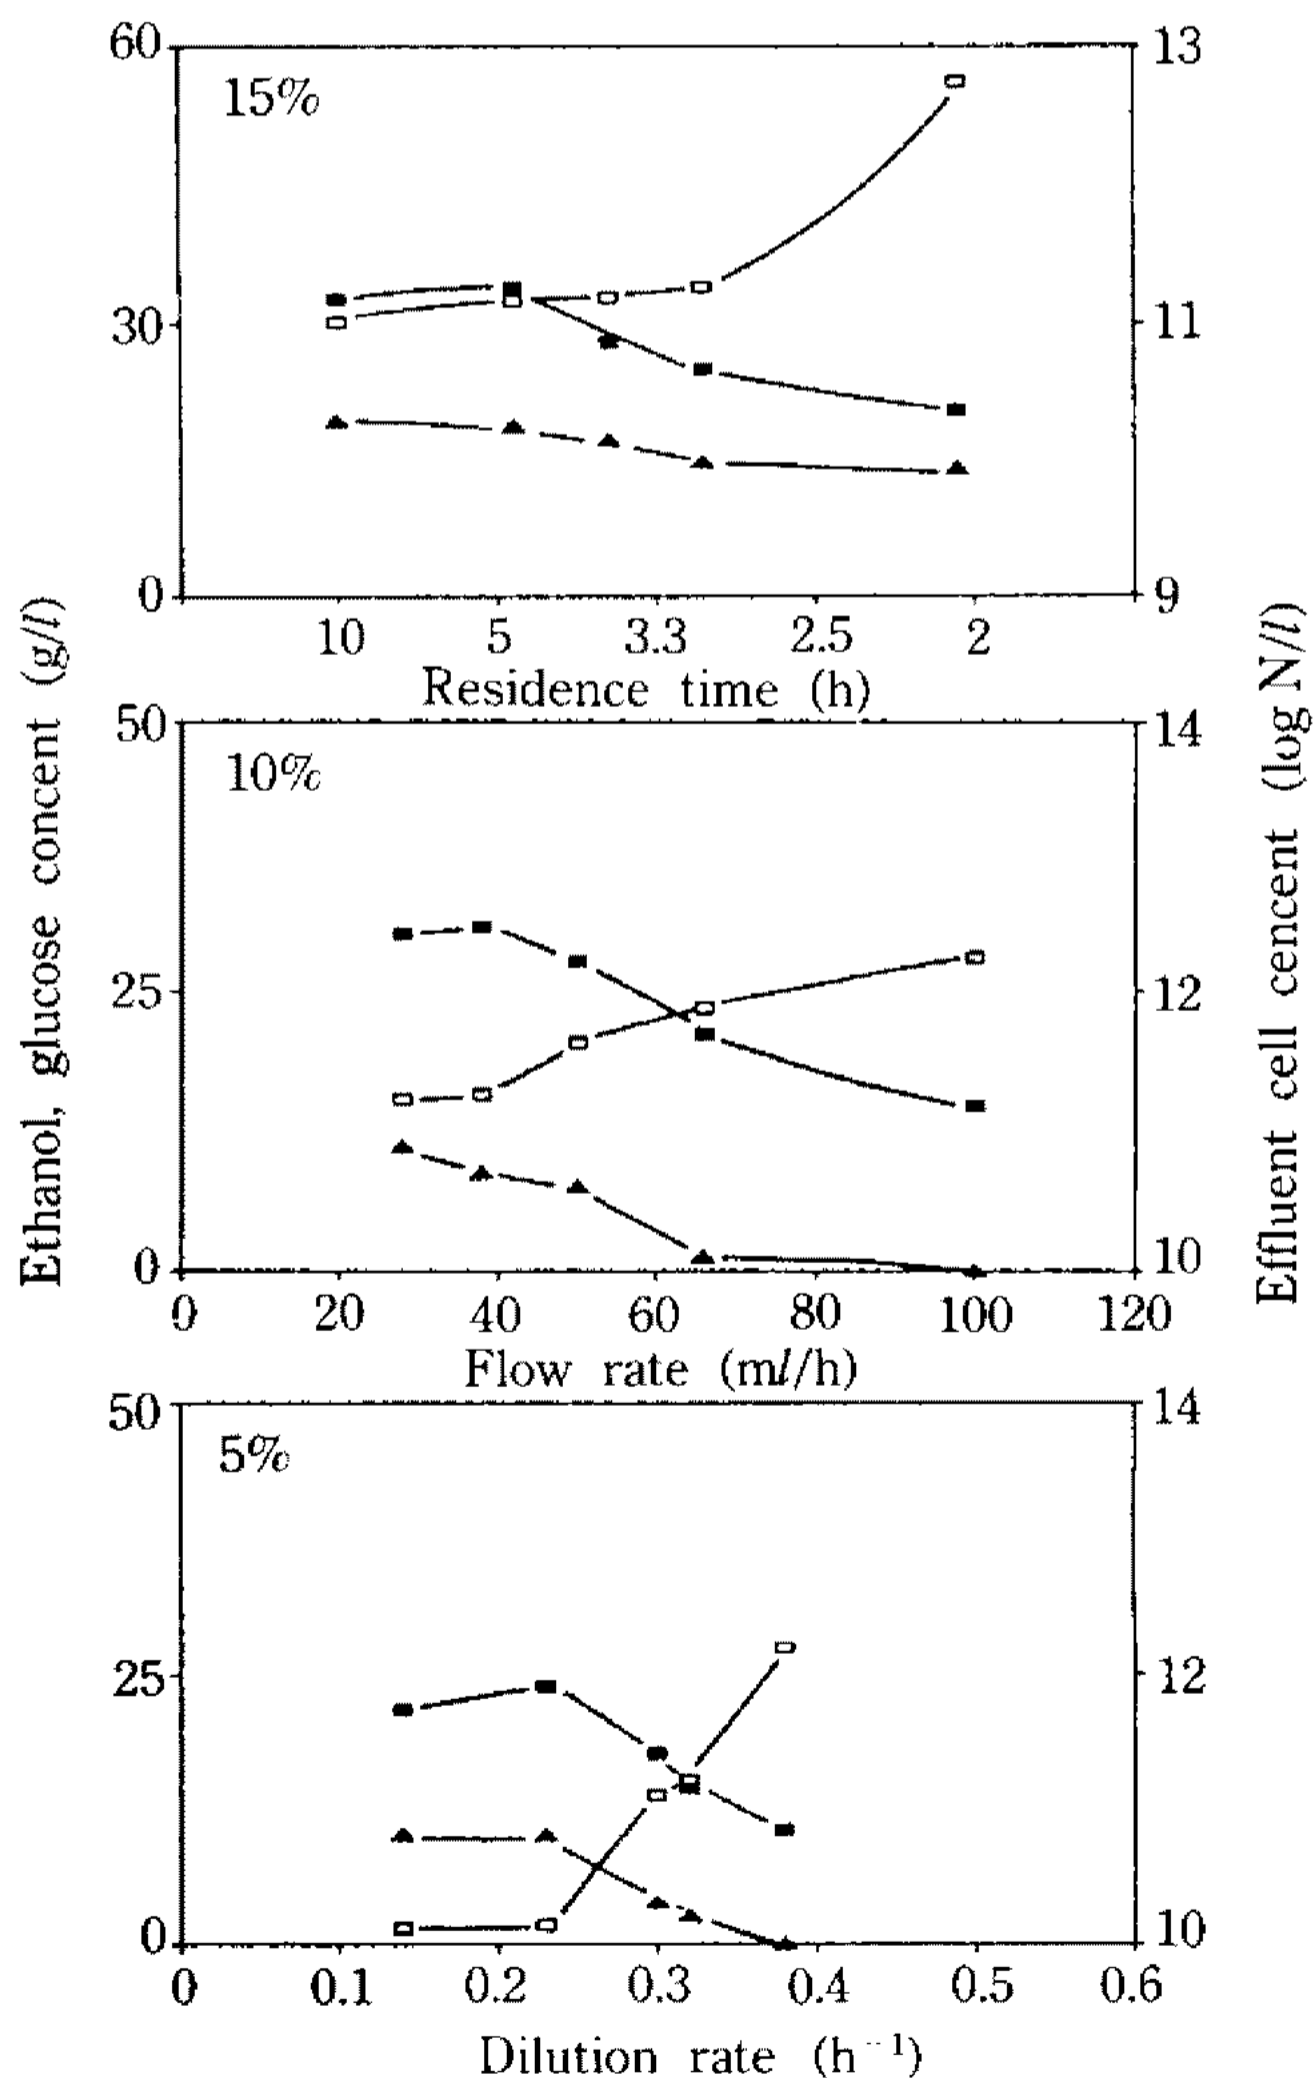 60
13
15%
30
11
0
9
10 5 3.3 2.5 2
Residence time (h)
50
14
10%
25
12
0
10
0 20 40 60 80 100 120
Flow rate (ml/h)
50
14
5%
25
12
0
10
0 0.1 0.2 0.3 0.4 0.5 0.6
Dilution rate (h⁻¹)
Ethanol, glucose concent (g/l)
Effluent cell cencent (log N/l)